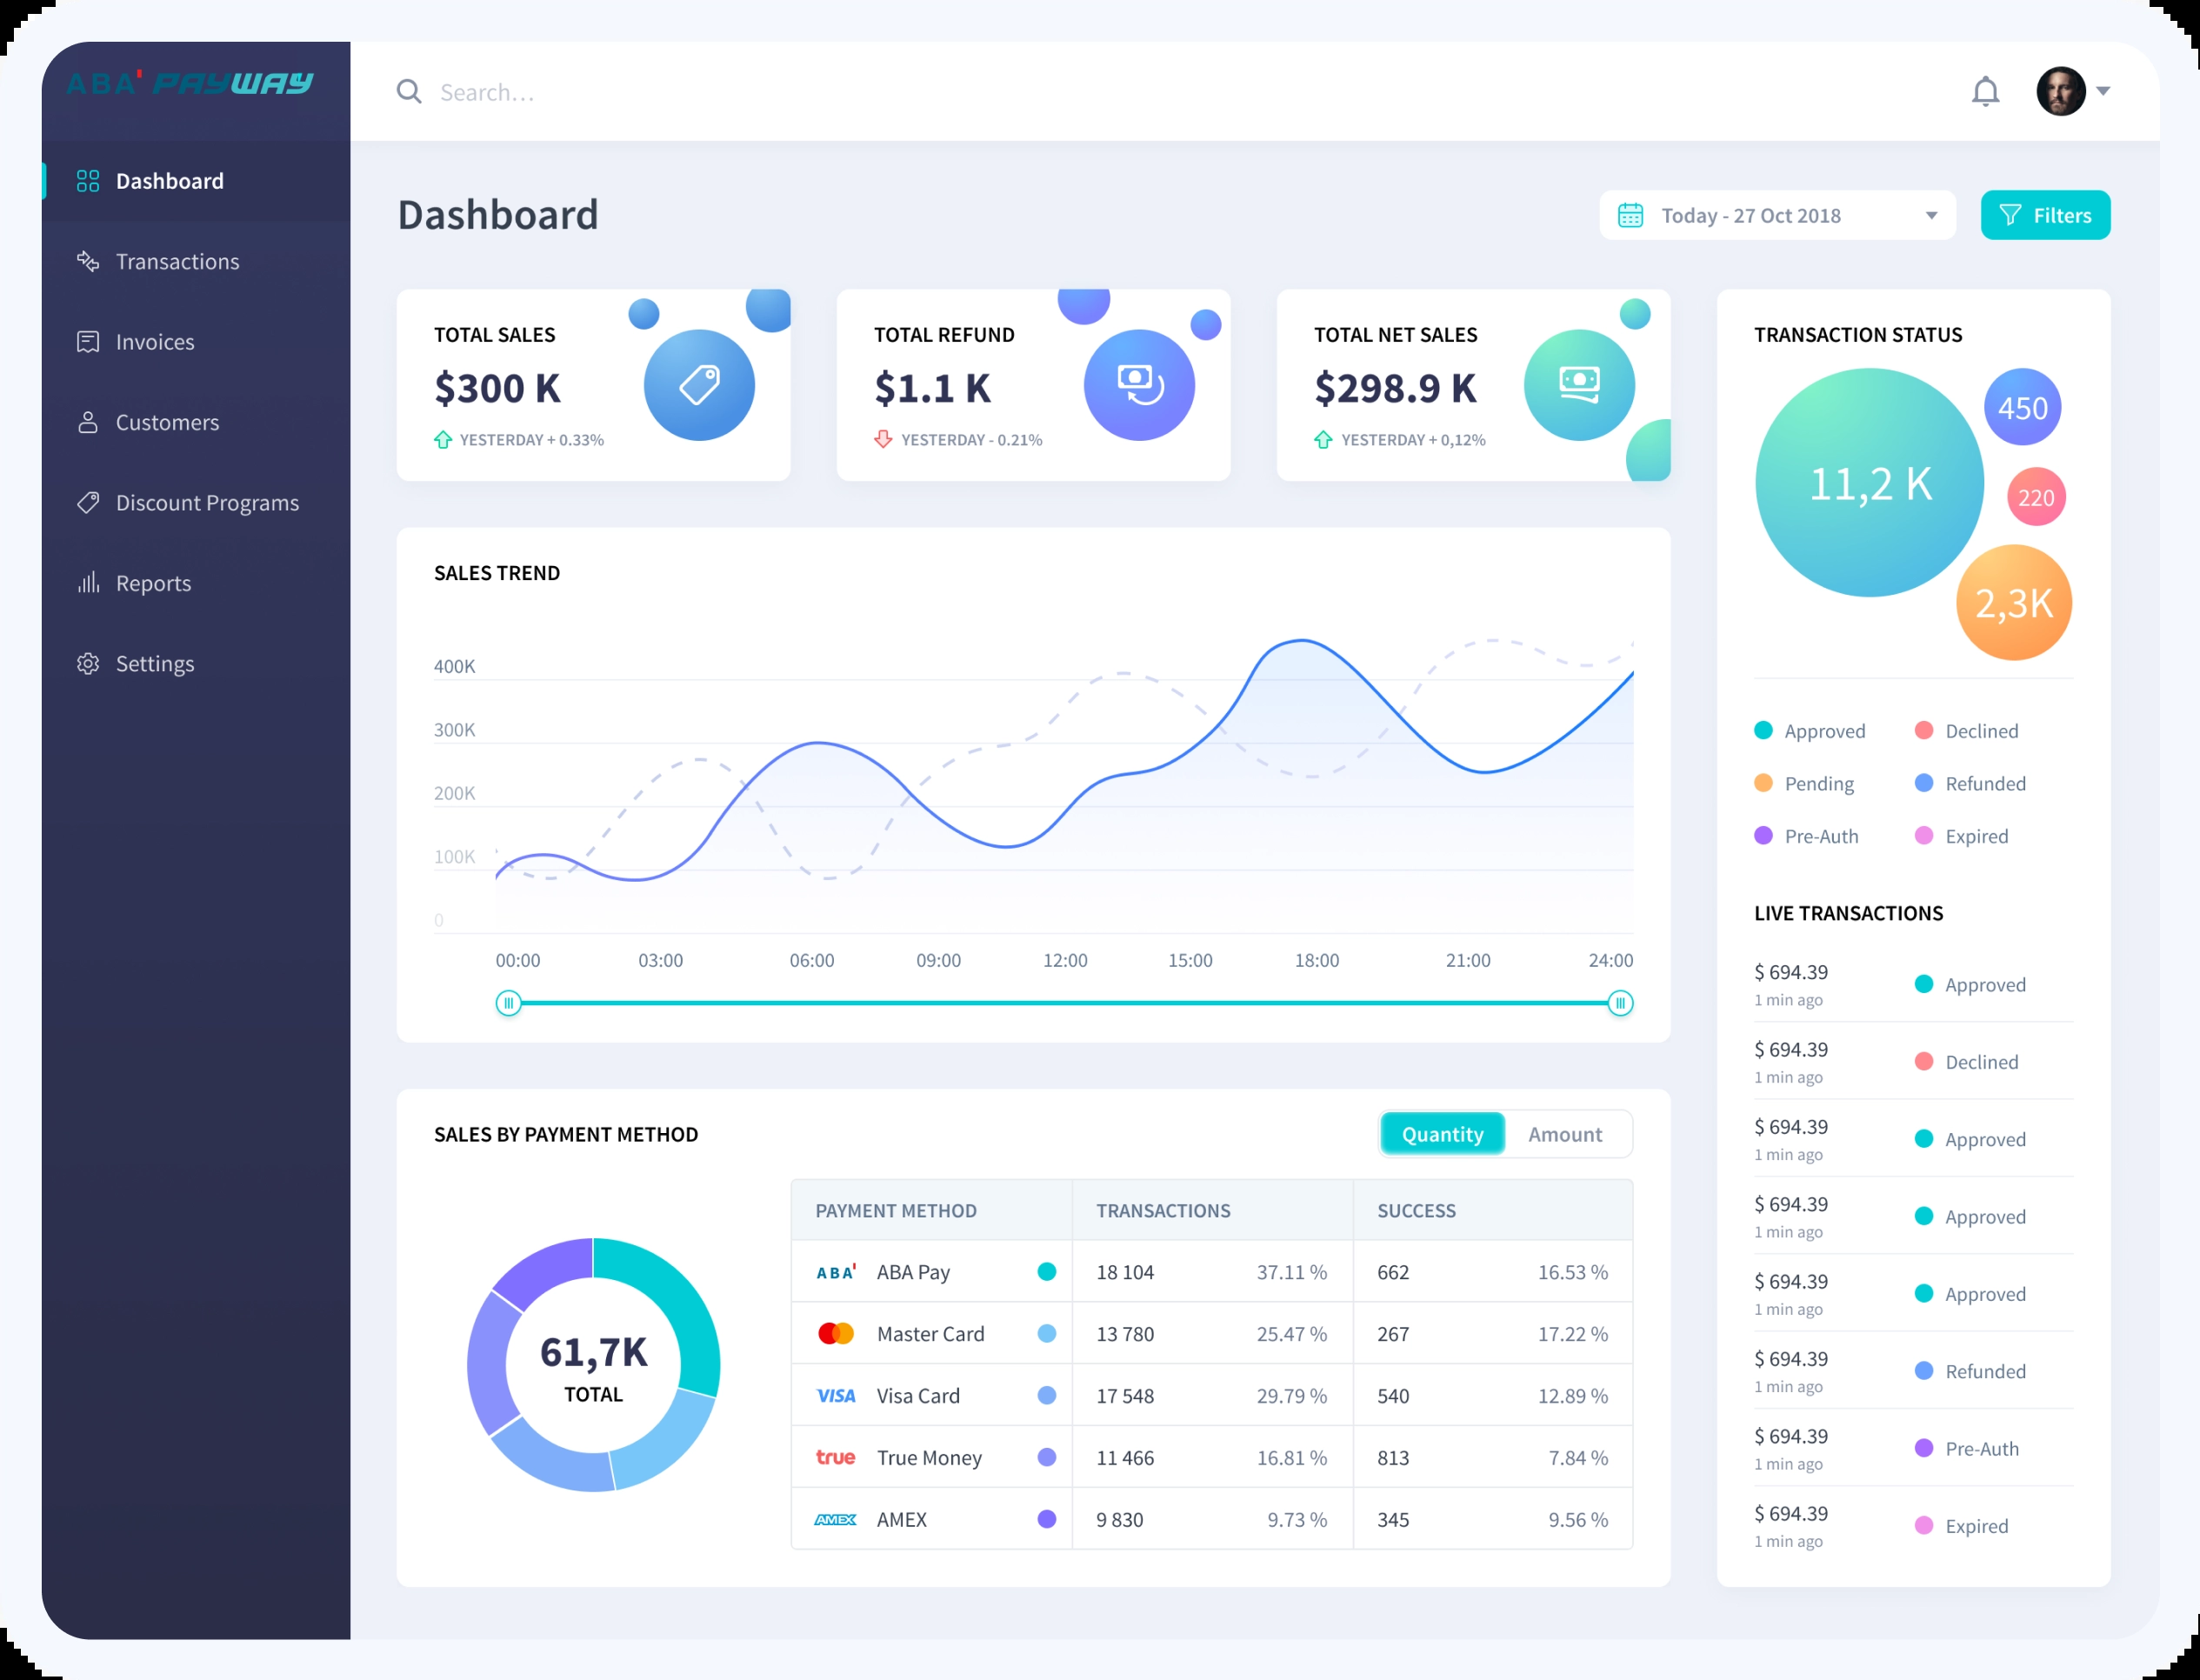 ABA' PAYWAY
Search...
Dashboard
Transactions
Invoices
Customers
Discount Programs
Reports
Settings
Dashboard
Today - 27 Oct 2018
Filters
TOTAL SALES
$300 K
YESTERDAY + 0.33%
TOTAL REFUND
$1.1 K
YESTERDAY - 0.21%
TOTAL NET SALES
$298.9 K
YESTERDAY + 0,12%
SALES TREND
400K
300K
200K
100K
0
00:00 03:00 06:00 09:00 12:00 15:00 18:00 21:00 24:00
SALES BY PAYMENT METHOD
Quantity Amount
61,7K
TOTAL
PAYMENT METHOD TRANSACTIONS SUCCESS
ABA' ABA Pay 18 104 37.11 % 662 16.53 %
Master Card 13 780 25.47 % 267 17.22 %
VISA Visa Card 17 548 29.79 % 540 12.89 %
true True Money 11 466 16.81 % 813 7.84 %
AMEX AMEX 9 830 9.73 % 345 9.56 %
TRANSACTION STATUS
11,2 K
450
220
2,3K
Approved Declined
Pending Refunded
Pre-Auth Expired
LIVE TRANSACTIONS
$ 694.39 Approved
1 min ago
$ 694.39 Declined
1 min ago
$ 694.39 Approved
1 min ago
$ 694.39 Approved
1 min ago
$ 694.39 Approved
1 min ago
$ 694.39 Refunded
1 min ago
$ 694.39 Pre-Auth
1 min ago
$ 694.39 Expired
1 min ago